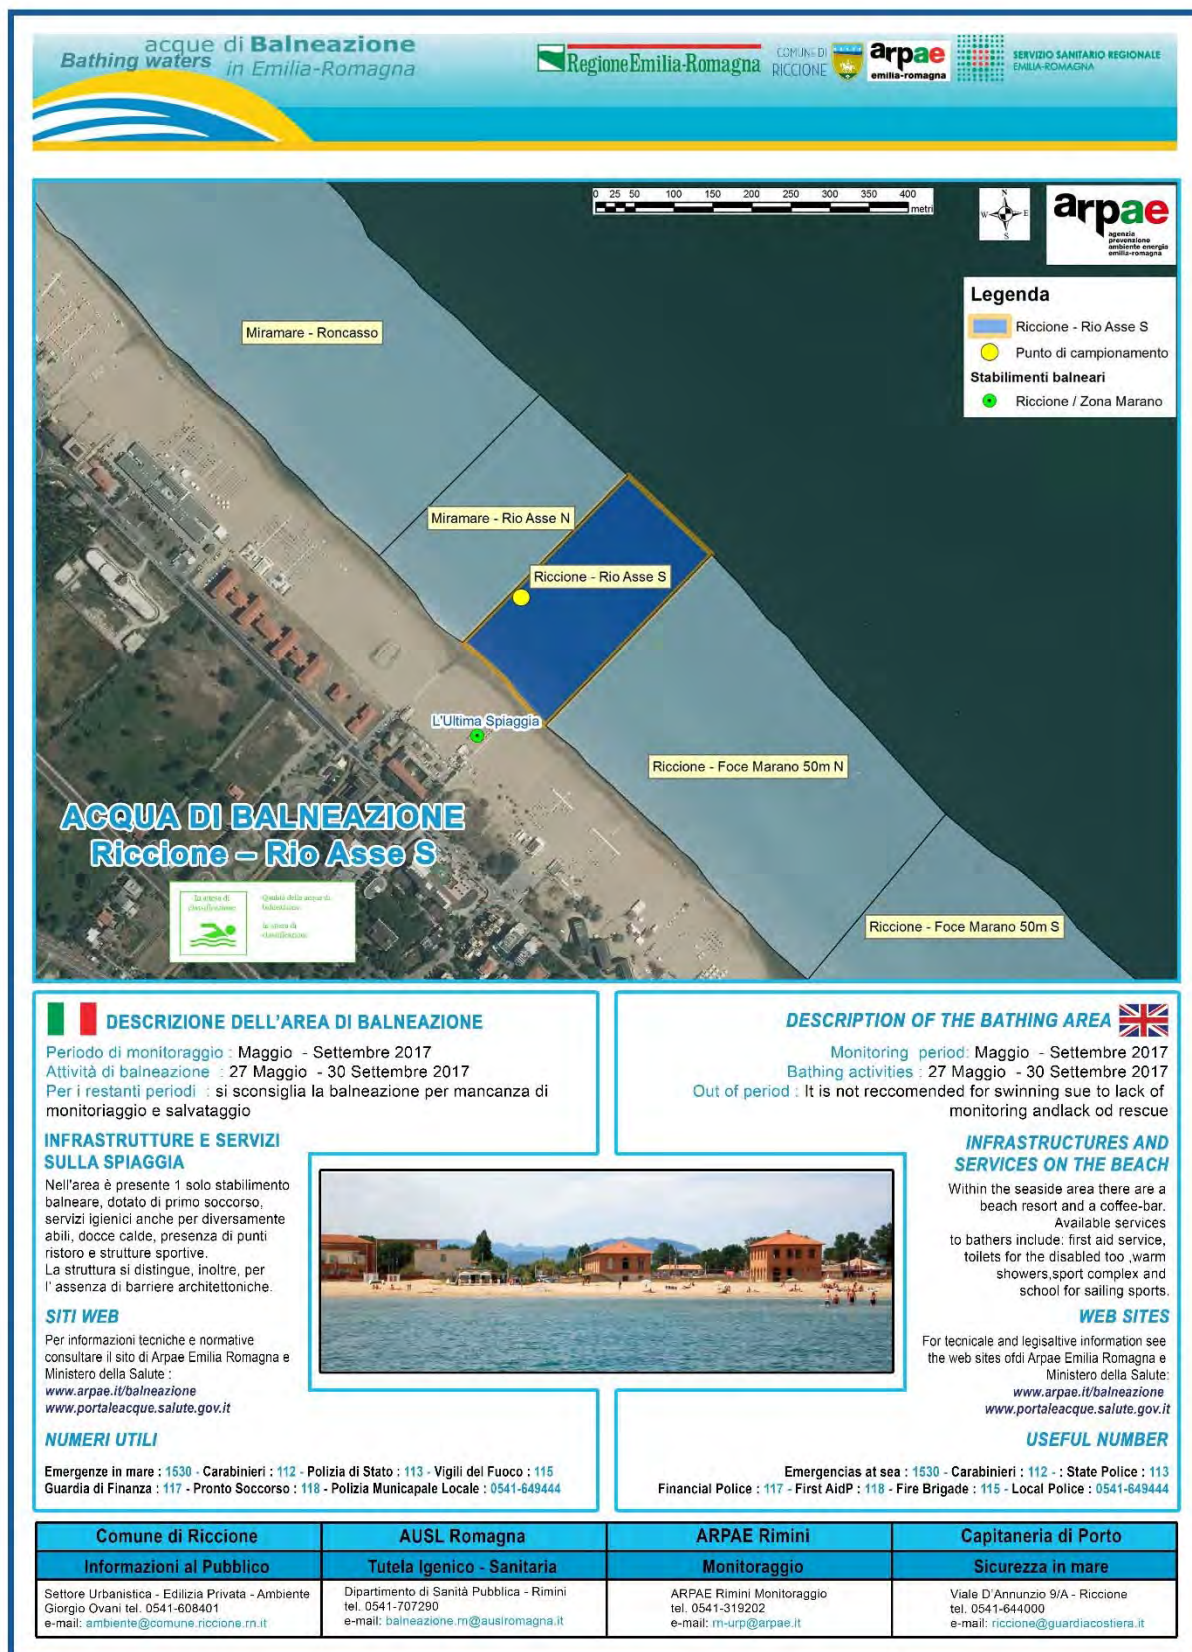 acque di Balneazione
Bathing waters in Emilia-Romagna
RegioneEmilia-Romagna
COMUNE DI
RICCIONE
arpae
emilia-romagna
SERVIZIO SANITARIO REGIONALE
EMILIA-ROMAGNA
0 25 50 100 150 200 250 300 350 400
metri
N
W E
S
arpae
agenzia
prevenzione
ambiente energia
emilia-romagna
Legenda
Riccione - Rio Asse S
Punto di campionamento
Stabilimenti balneari
Riccione / Zona Marano
Miramare - Roncasso
Miramare - Rio Asse N
Riccione - Rio Asse S
L'Ultima Spiaggia
Riccione - Foce Marano 50m N
Riccione - Foce Marano 50m S
ACQUA DI BALNEAZIONE
Riccione – Rio Asse S
In attesa di
classificazione
Qualità delle acque di
balneazione
In attesa di
classificazione
DESCRIZIONE DELL'AREA DI BALNEAZIONE
Periodo di monitoraggio : Maggio - Settembre 2017
Attività di balneazione : 27 Maggio - 30 Settembre 2017
Per i restanti periodi : si sconsiglia la balneazione per mancanza di
monitoriaggio e salvataggio
INFRASTRUTTURE E SERVIZI
SULLA SPIAGGIA
Nell'area è presente 1 solo stabilimento
balneare, dotato di primo soccorso,
servizi igienici anche per diversamente
abili, docce calde, presenza di punti
ristoro e strutture sportive.
La struttura si distingue, inoltre, per
l' assenza di barriere architettoniche.
SITI WEB
Per informazioni tecniche e normative
consultare il sito di Arpae Emilia Romagna e
Ministero della Salute :
www.arpae.it/balneazione
www.portaleacque.salute.gov.it
NUMERI UTILI
Emergenze in mare : 1530 - Carabinieri : 112 - Polizia di Stato : 113 - Vigili del Fuoco : 115
Guardia di Finanza : 117 - Pronto Soccorso : 118 - Polizia Municapale Locale : 0541-649444
DESCRIPTION OF THE BATHING AREA
Monitoring period: Maggio - Settembre 2017
Bathing activities : 27 Maggio - 30 Settembre 2017
Out of period : It is not reccomended for swinning sue to lack of
monitoring andlack od rescue
INFRASTRUCTURES AND
SERVICES ON THE BEACH
Within the seaside area there are a
beach resort and a coffee-bar.
Available services
to bathers include: first aid service,
toilets for the disabled too ,warm
showers,sport complex and
school for sailing sports.
WEB SITES
For tecnicale and legisaltive information see
the web sites ofdi Arpae Emilia Romagna e
Ministero della Salute:
www.arpae.it/balneazione
www.portaleacque.salute.gov.it
USEFUL NUMBER
Emergencias at sea : 1530 - Carabinieri : 112 - : State Police : 113
Financial Police : 117 - First AidP : 118 - Fire Brigade : 115 - Local Police : 0541-649444
Comune di Riccione
Informazioni al Pubblico
Settore Urbanistica - Edilizia Privata - Ambiente
Giorgio Ovani tel. 0541-608401
e-mail: ambiente@comune.riccione.rn.it
AUSL Romagna
Tutela Igenico - Sanitaria
Dipartimento di Sanità Pubblica - Rimini
tel. 0541-707290
e-mail: balneazione.rn@auslromagna.it
ARPAE Rimini
Monitoraggio
ARPAE Rimini Monitoraggio
tel. 0541-319202
e-mail: rn-urp@arpae.it
Capitaneria di Porto
Sicurezza in mare
Viale D'Annunzio 9/A - Riccione
tel. 0541-644000
e-mail: riccione@guardiacostiera.it